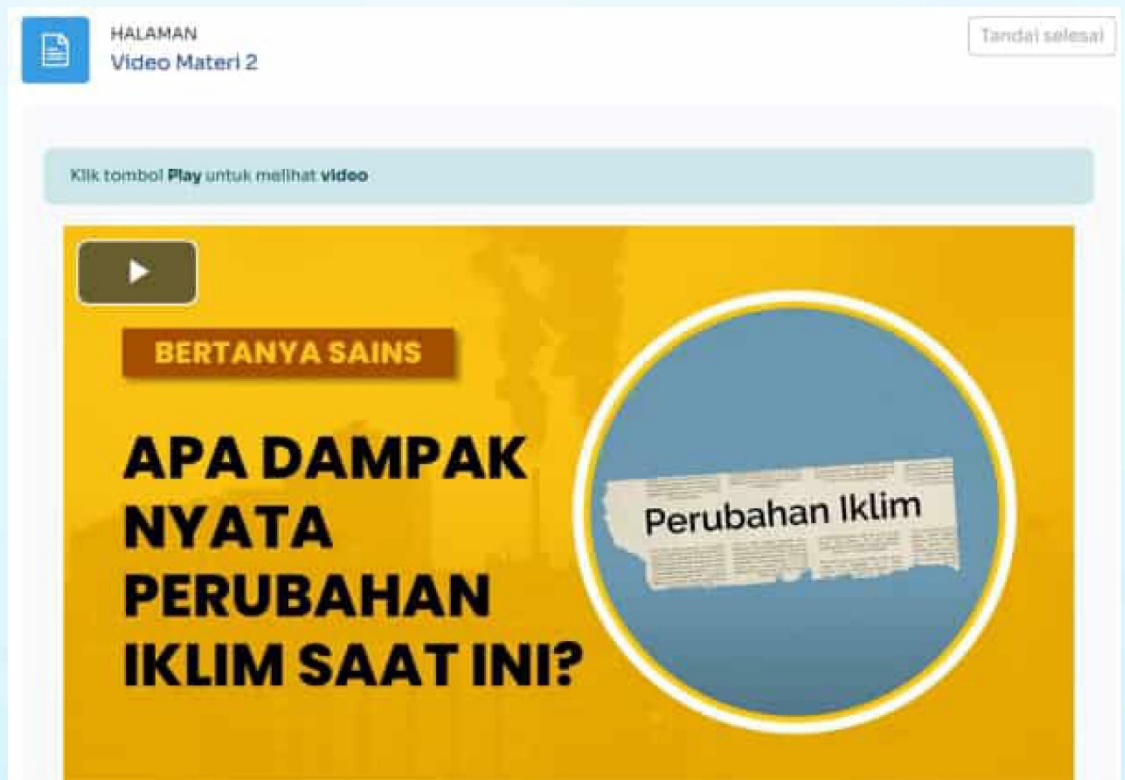 HALAMAN
Video Materi 2
Tandai selesai
Klik tombol Play untuk melihat video
BERTANYA SAINS
APA DAMPAK
NYATA
PERUBAHAN
IKLIM SAAT INI?
Perubahan Iklim